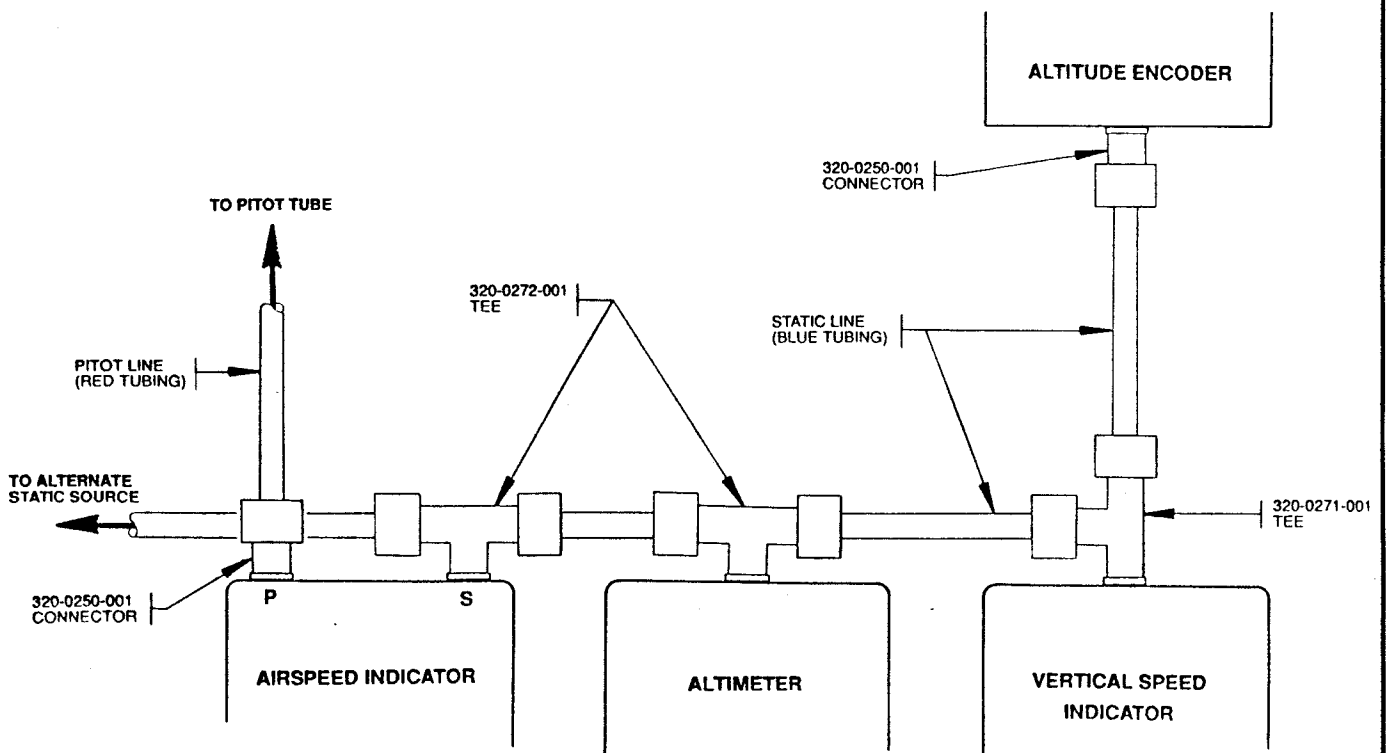 ALTITUDE ENCODER
320-0250-001
CONNECTOR
TO PITOT TUBE
320-0272-001
TEE
STATIC LINE
(BLUE TUBING)
PITOT LINE
(RED TUBING)
TO ALTERNATE
STATIC SOURCE
320-0271-001
TEE
320-0250-001
CONNECTOR
P
S
AIRSPEED INDICATOR
ALTIMETER
VERTICAL SPEED
INDICATOR